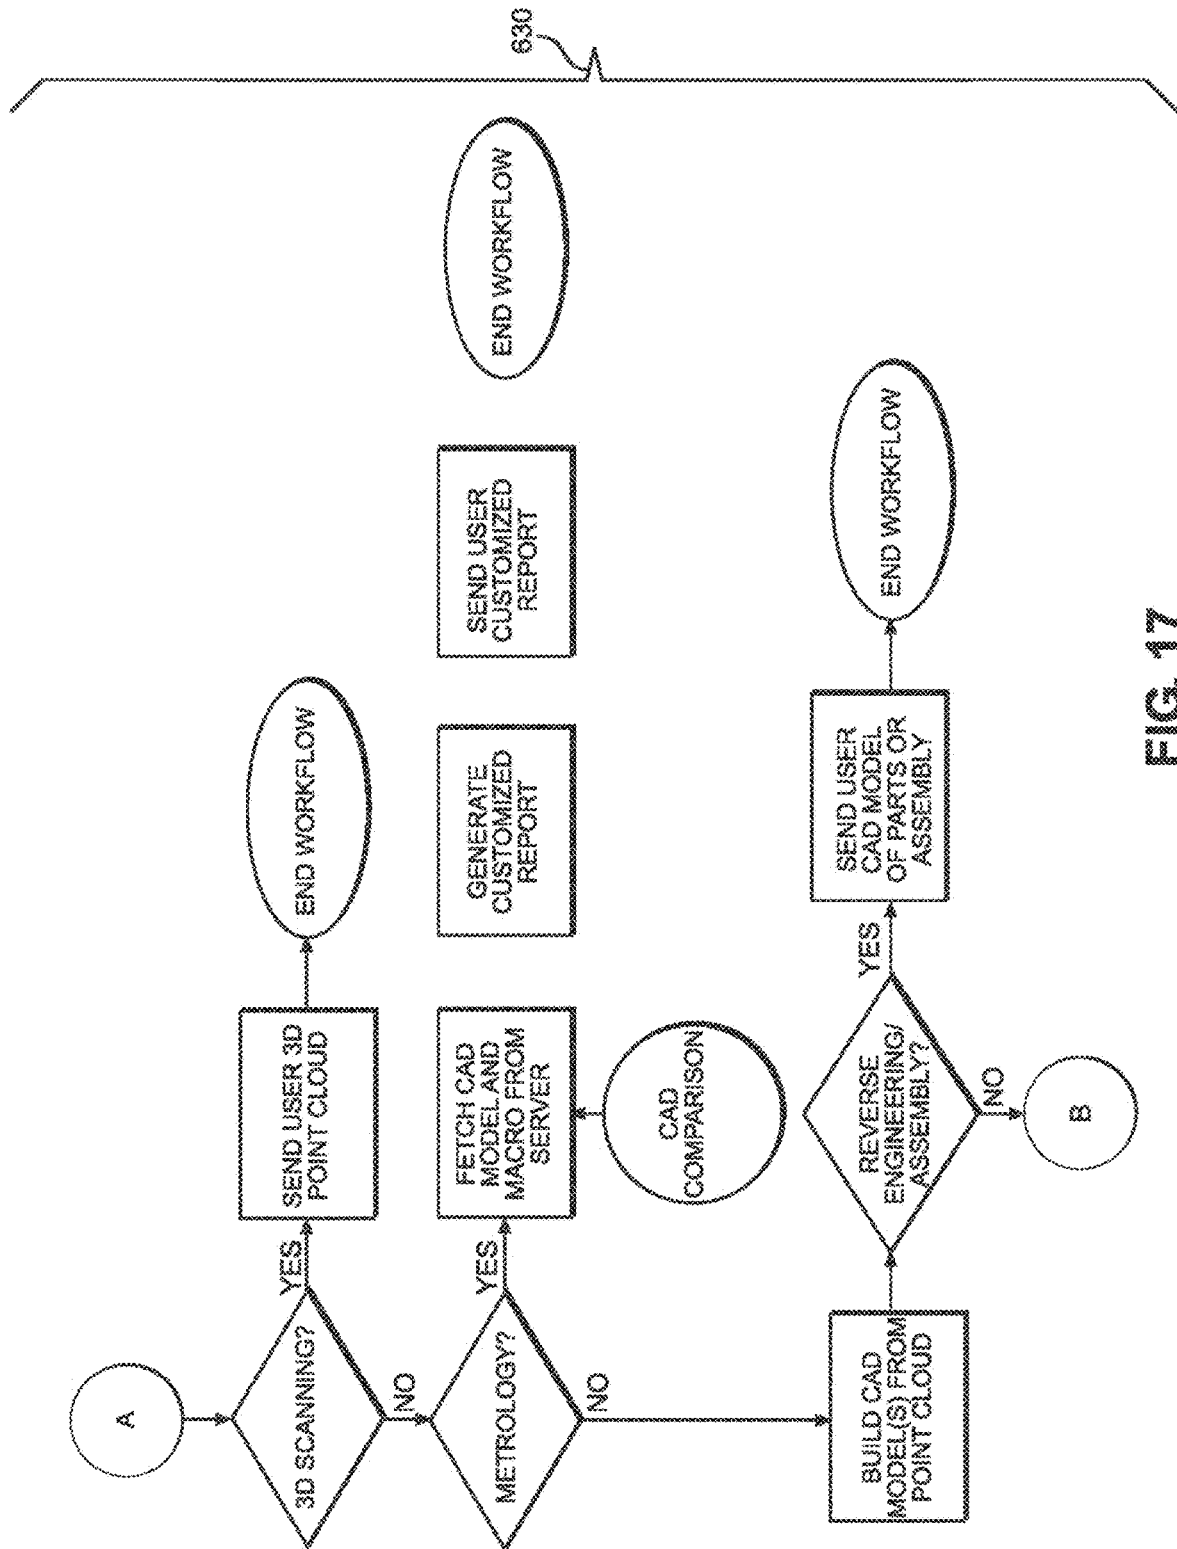 A
3D SCANNING?
YES
SEND USER 3D
POINT CLOUD
END WORKFLOW
NO
METROLOGY?
YES
FETCH CAD
MODEL AND
MACRO FROM
SERVER
GENERATE
CUSTOMIZED
REPORT
SEND USER
CUSTOMIZED
REPORT
END WORKFLOW
CAD
COMPARISON
NO
BUILD CAD
MODEL(S) FROM
POINT CLOUD
REVERSE
ENGINEERING/
ASSEMBLY?
YES
SEND USER
CAD MODEL
OF PARTS OR
ASSEMBLY
END WORKFLOW
NO
B
630
FIG. 17